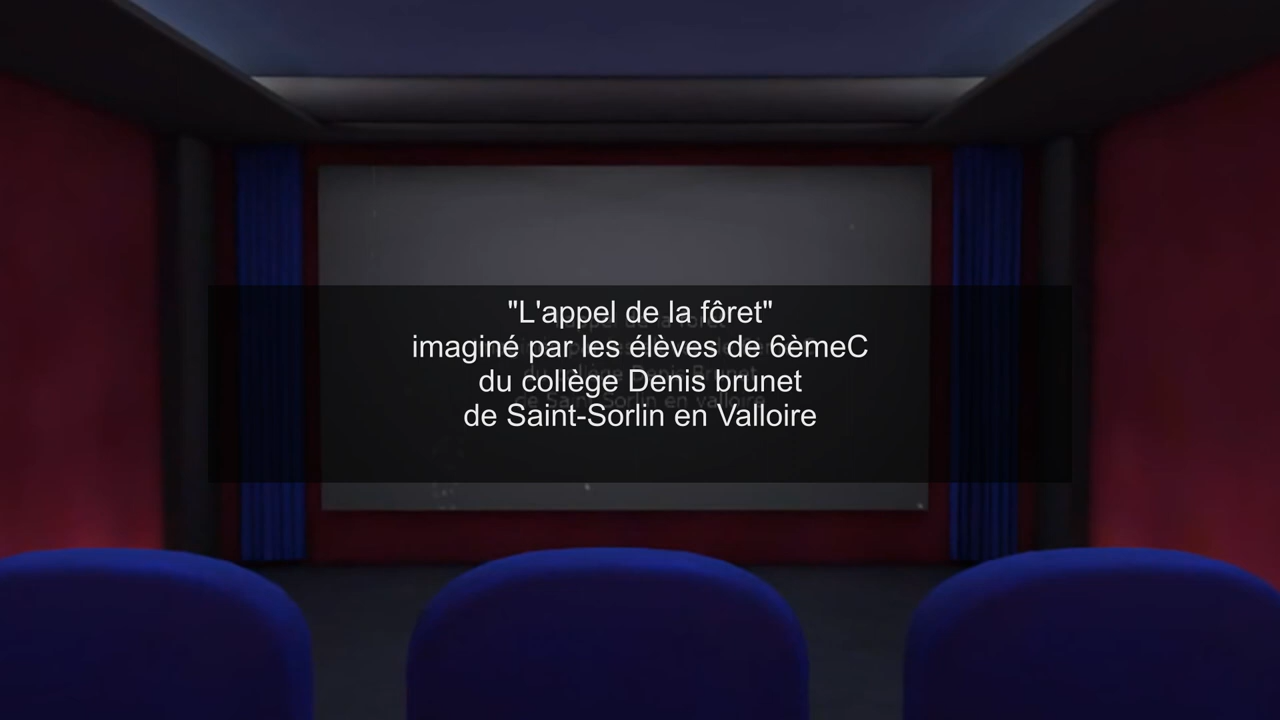 "L'appel de la fôret"
imaginé par les élèves de 6èmeC
du collège Denis brunet
de Saint-Sorlin en Valloire